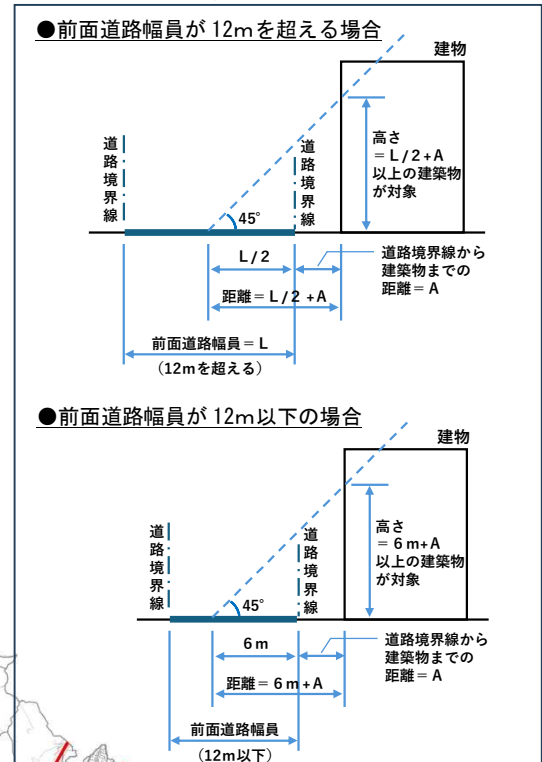 ●前面道路幅員が 12mを超える場合
建物
道路境界線
道路境界線
高さ
＝L/2+A
以上の建築物
が対象
45°
L/2
道路境界線から
建築物までの
距離＝A
距離＝L/2 +A
前面道路幅員＝L
（12mを超える）
●前面道路幅員が 12m以下の場合
建物
道路境界線
道路境界線
高さ
＝6m+A
以上の建築物
が対象
45°
6m
道路境界線から
建築物までの
距離＝A
距離＝6m+A
前面道路幅員
（12m以下）